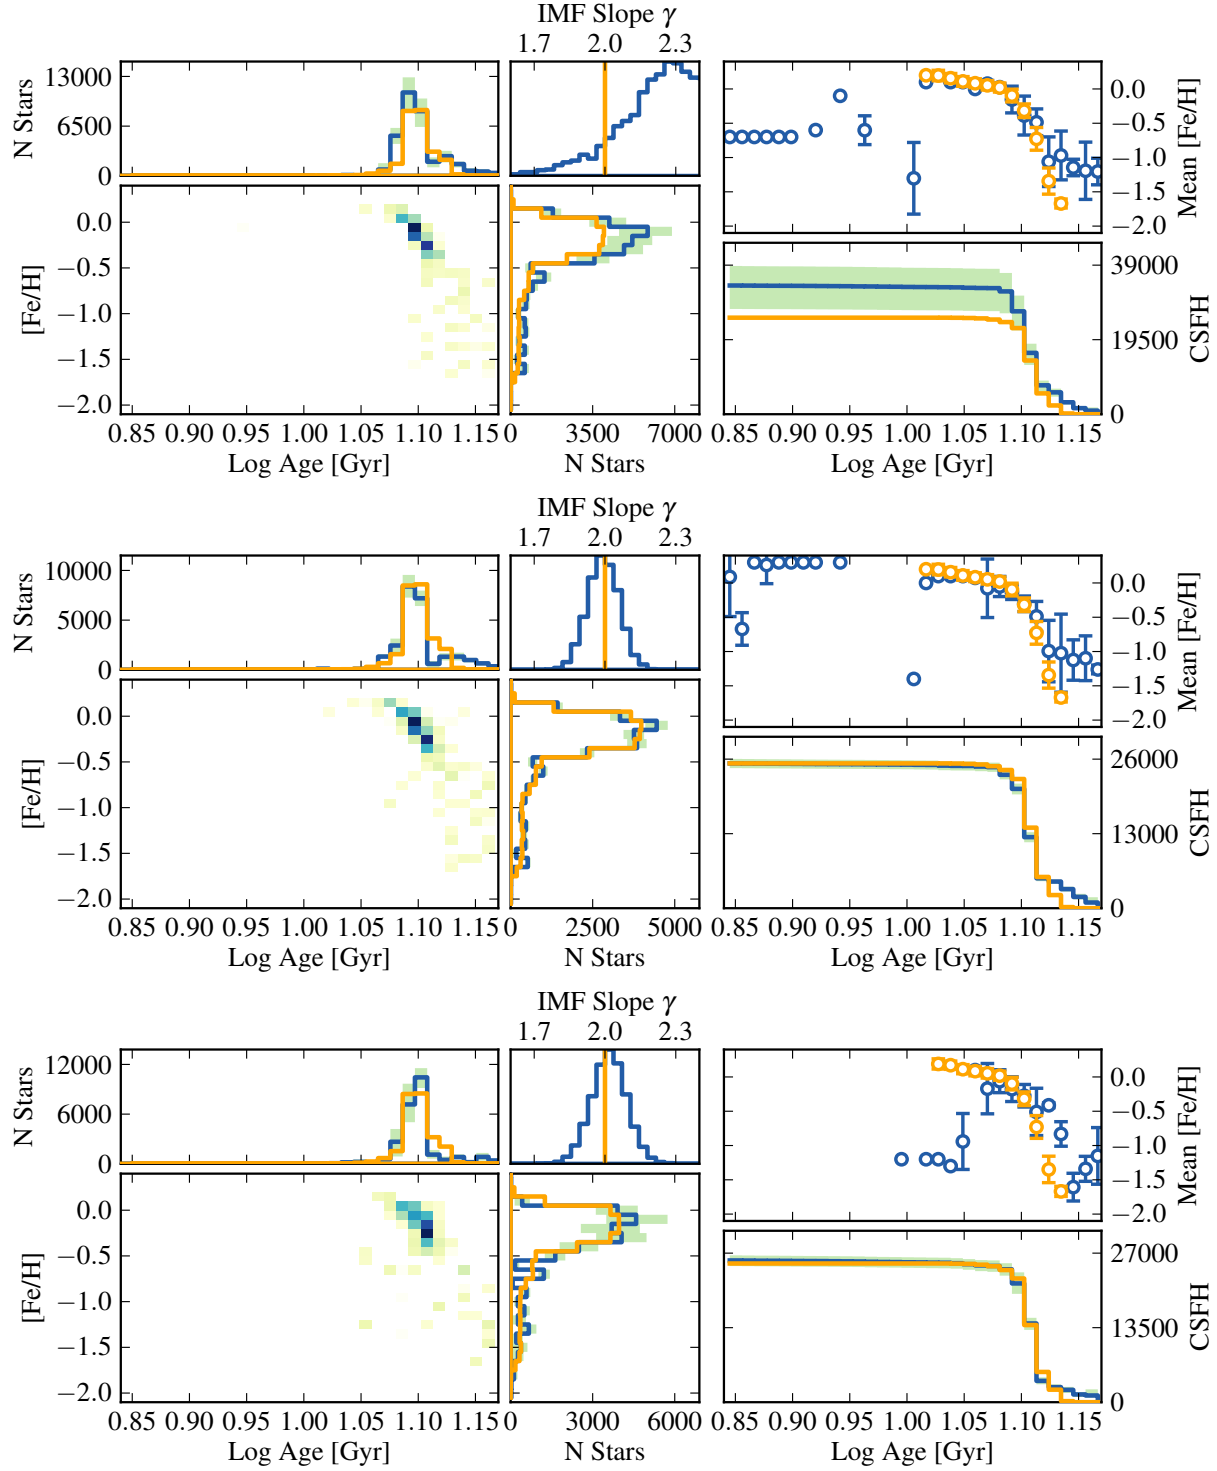 IMF Slope γ
1.7 2.0 2.3
13000
6500
0
N Stars
0.0
−0.5
−1.0
−1.5
−2.0
Mean [Fe/H]
0.0
−0.5
−1.0
−1.5
−2.0
[Fe/H]
39000
19500
0
CSFH
0.85 0.90 0.95 1.00 1.05 1.10 1.15
Log Age [Gyr]
0 3500 7000
N Stars
0.85 0.90 0.95 1.00 1.05 1.10 1.15
Log Age [Gyr]
IMF Slope γ
1.7 2.0 2.3
10000
5000
0
N Stars
0.0
−0.5
−1.0
−1.5
−2.0
Mean [Fe/H]
0.0
−0.5
−1.0
−1.5
−2.0
[Fe/H]
26000
13000
0
CSFH
0.85 0.90 0.95 1.00 1.05 1.10 1.15
Log Age [Gyr]
0 2500 5000
N Stars
0.85 0.90 0.95 1.00 1.05 1.10 1.15
Log Age [Gyr]
IMF Slope γ
1.7 2.0 2.3
12000
6000
0
N Stars
0.0
−0.5
−1.0
−1.5
−2.0
Mean [Fe/H]
0.0
−0.5
−1.0
−1.5
−2.0
[Fe/H]
27000
13500
0
CSFH
0.85 0.90 0.95 1.00 1.05 1.10 1.15
Log Age [Gyr]
0 3000 6000
N Stars
0.85 0.90 0.95 1.00 1.05 1.10 1.15
Log Age [Gyr]